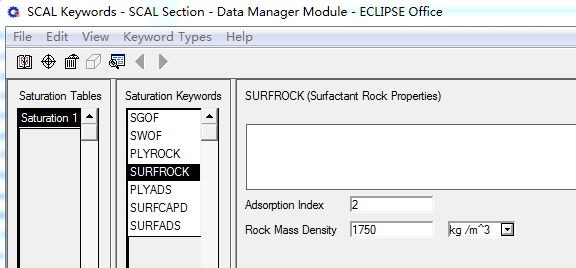 SCAL Keywords - SCAL Section - Data Manager Module - ECLIPSE Office
File Edit View Keyword Types Help
Saturation Tables
Saturation 1
Saturation Keywords
SGOF
SWOF
PLYROCK
SURFROCK
PLYADS
SURFCAPD
SURFADS
SURFROCK (Surfactant Rock Properties)
Adsorption Index 2
Rock Mass Density 1750 kg /m^3